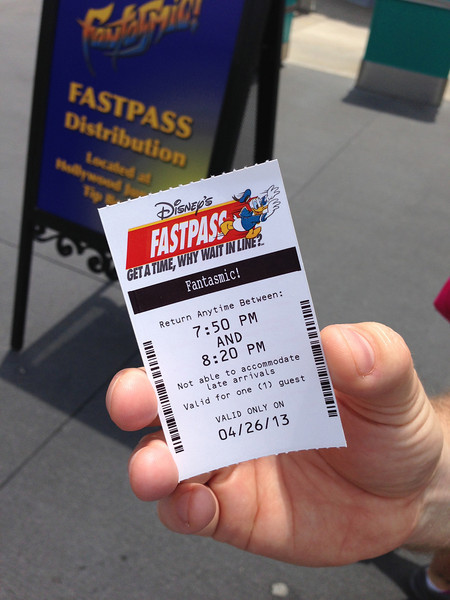 Fantasmic!
FASTPASS
Distribution
Located at
Hollywood
Tip
DISNEY'S
FASTPASS
GET A TIME, WHY WAIT IN LINE?
Fantasmic!
Return Anytime Between:
7:50 PM
AND
8:20 PM
Not able to accommodate
late arrivals
Valid for one (1) guest
VALID ONLY ON
04/26/13